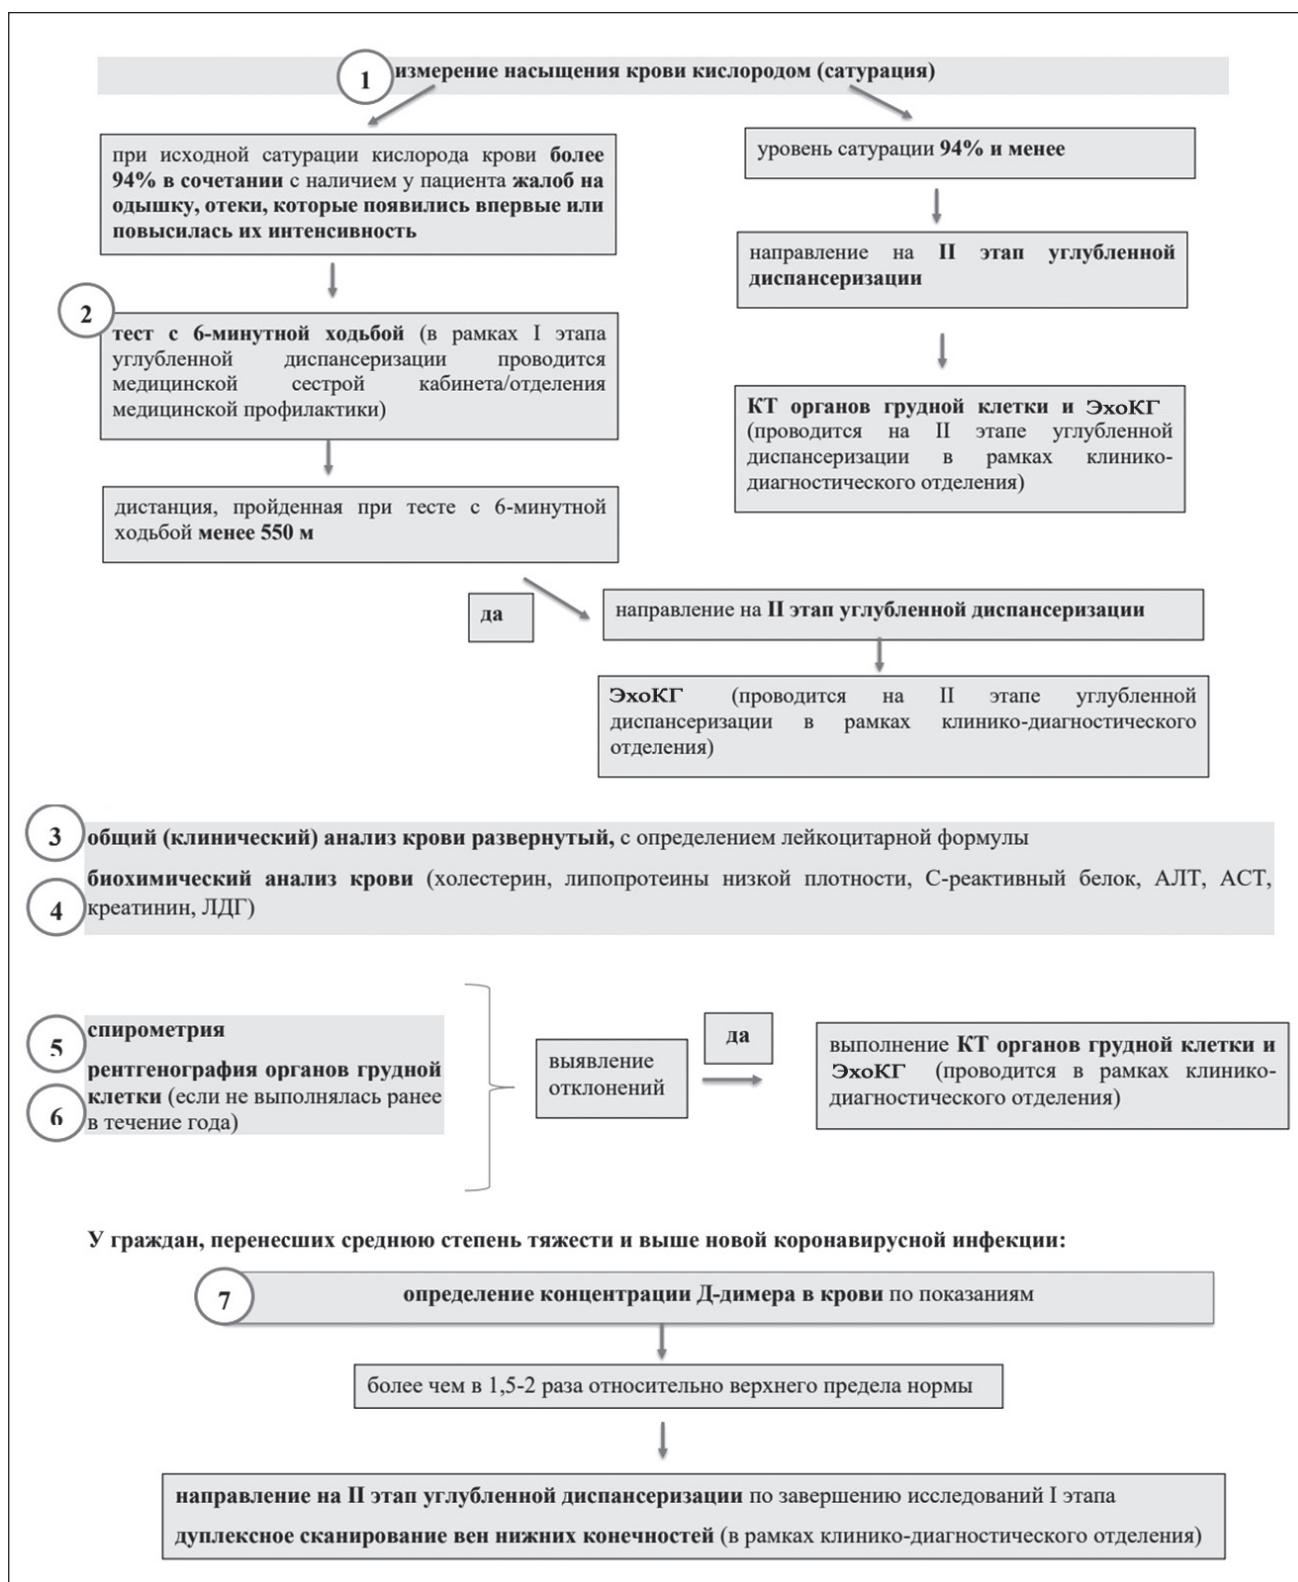 1
измерение насыщения крови кислородом (сатурация)
при исходной сатурации кислорода крови более
94% в сочетании с наличием у пациента жалоб на
одышку, отеки, которые появились впервые или
повысилась их интенсивность
уровень сатурации 94% и менее
направление на II этап углубленной
диспансеризации
2
тест с 6-минутной ходьбой (в рамках I этапа
углубленной диспансеризации проводится
медицинской сестрой кабинета/отделения
медицинской профилактики)
КТ органов грудной клетки и ЭхоКГ
(проводится на II этапе углубленной
диспансеризации в рамках клинико-
диагностического отделения)
дистанция, пройденная при тесте с 6-минутной
ходьбой менее 550 м
да
направление на II этап углубленной диспансеризации
ЭхоКГ (проводится на II этапе углубленной
диспансеризации в рамках клинико-диагностического
отделения)
3
общий (клинический) анализ крови развернутый, с определением лейкоцитарной формулы
4
биохимический анализ крови (холестерин, липопротеины низкой плотности, С-реактивный белок, АЛТ, АСТ,
креатинин, ЛДГ)
5
спирометрия
6
рентгенография органов грудной
клетки (если не выполнялась ранее
в течение года)
выявление
отклонений
да
выполнение КТ органов грудной клетки и
ЭхоКГ (проводится в рамках клинико-
диагностического отделения)
У граждан, перенесших среднюю степень тяжести и выше новой коронавирусной инфекции:
7
определение концентрации Д-димера в крови по показаниям
более чем в 1,5-2 раза относительно верхнего предела нормы
направление на II этап углубленной диспансеризации по завершению исследований I этапа
дуплексное сканирование вен нижних конечностей (в рамках клинико-диагностического отделения)